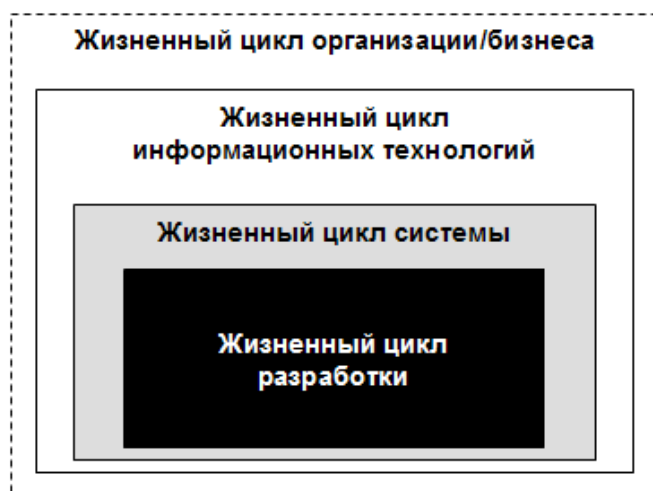 Жизненный цикл организации/бизнеса
Жизненный цикл
информационных технологий
Жизненный цикл системы
Жизненный цикл
разработки